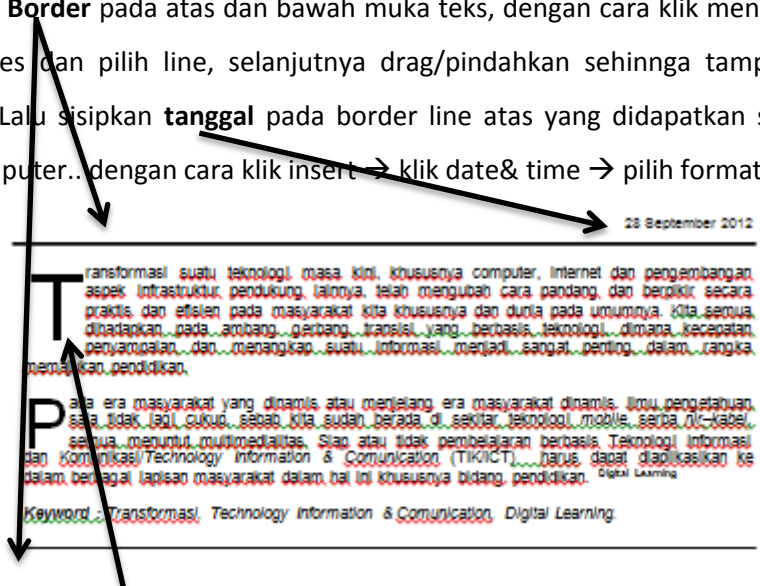 Border pada atas dan bawah muka teks, dengan cara klik men
es dan pilih line, selanjutnya drag/pindahkan sehinnga tamp
Lalu sisipkan tanggal pada border line atas yang didapatkan s
puter.. dengan cara klik insert → klik date& time → pilih format
28 September 2012
Transformasi suatu teknologi masa kini, khususnya computer, internet dan pengembangan
aspek infrastruktur, pendukung, lainnya, telah mengubah cara pandang, dan berpikir secara
praktis dan efisien pada masyarakat kita khususnya dan dunia pada umumnya. Kita semua
dihadapkan pada ambang gerbang transisi yang berbasis teknologi, dimana kecepatan
penyampaian dan menangkap suatu informasi menjadi sangat penting dalam rangka
memajukan pendidikan.
Pada era masyarakat yang dinamis atau menjelang era masyarakat dinamis. Ilmu pengetahuan
saja tidak lagi cukup, sebab kita sudah berada di sekitar teknologi mobile, serba nir-kabel,
semua menuntut multimedialitas. Siap atau tidak pembelajaran berbasis Teknologi Informasi
dan Komunikasi/Technology Information & Comunication (TIK/ICT) harus dapat diaplikasikan ke
dalam berbagai lapisan masyarakat dalam hal ini khususnya bidang pendidikan. Digital Learning
Keyword : Transformasi, Technology Information & Comunication, Digital Learning.